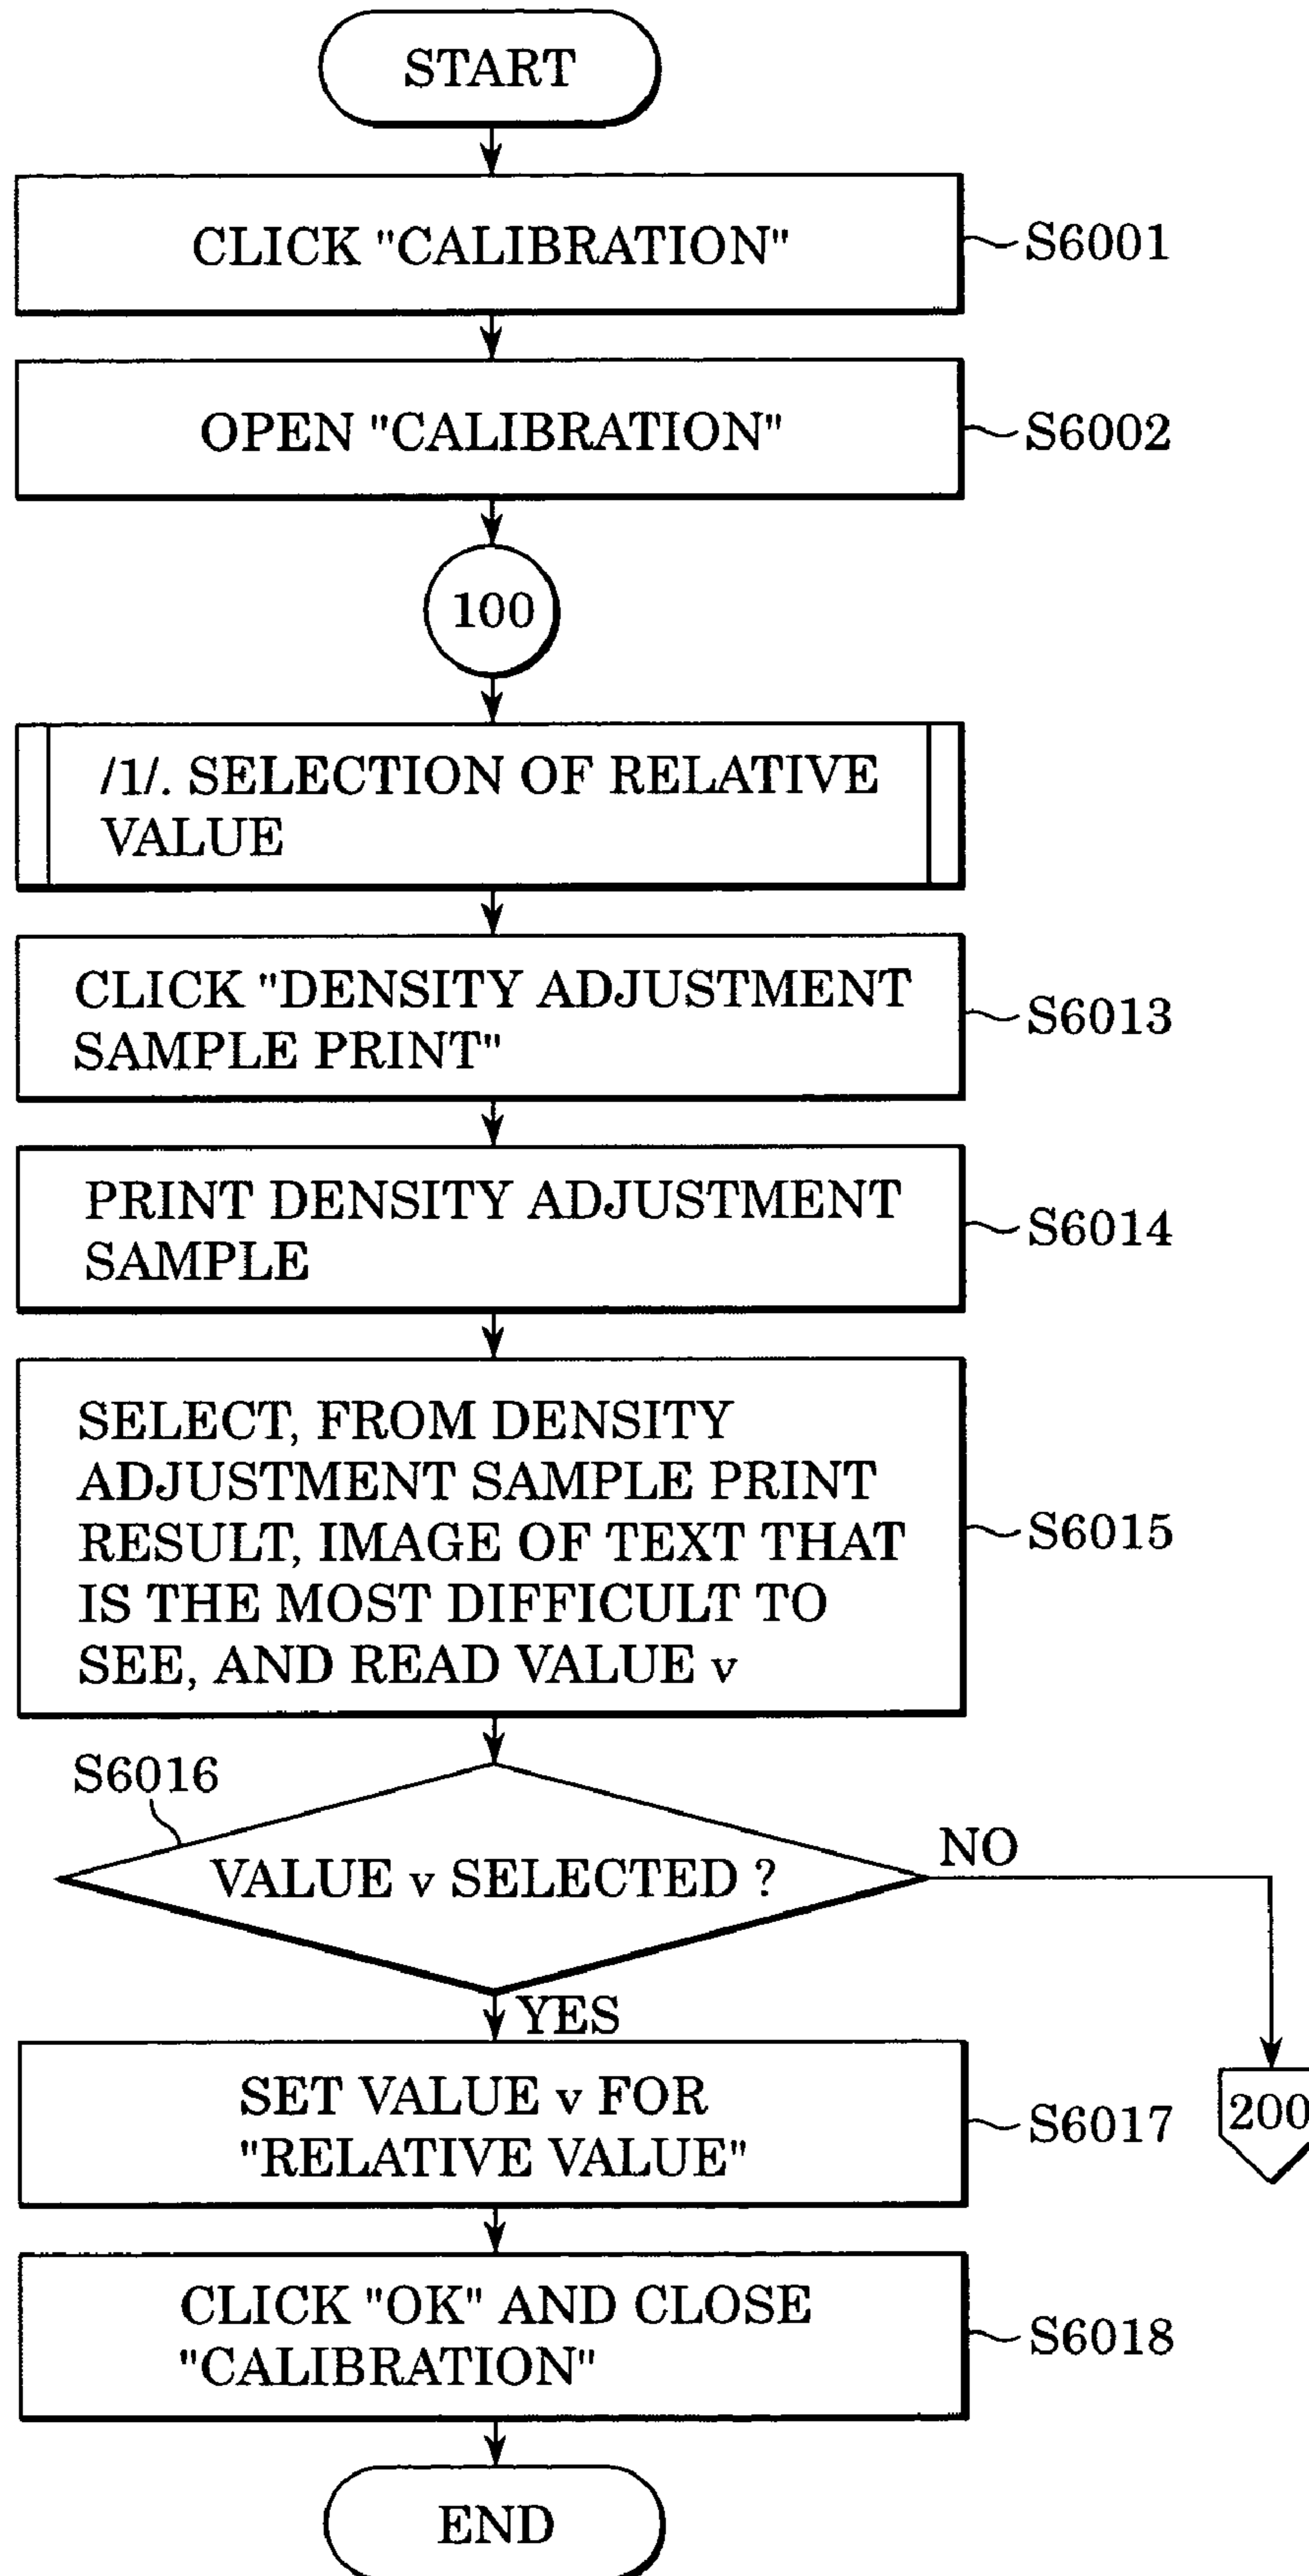 START
CLICK "CALIBRATION"
S6001
OPEN "CALIBRATION"
S6002
100
/1/. SELECTION OF RELATIVE
VALUE
CLICK "DENSITY ADJUSTMENT
SAMPLE PRINT"
S6013
PRINT DENSITY ADJUSTMENT
SAMPLE
S6014
SELECT, FROM DENSITY
ADJUSTMENT SAMPLE PRINT
RESULT, IMAGE OF TEXT THAT
IS THE MOST DIFFICULT TO
SEE, AND READ VALUE v
S6015
S6016
VALUE v SELECTED ?
NO
YES
SET VALUE v FOR
"RELATIVE VALUE"
S6017
200
CLICK "OK" AND CLOSE
"CALIBRATION"
S6018
END